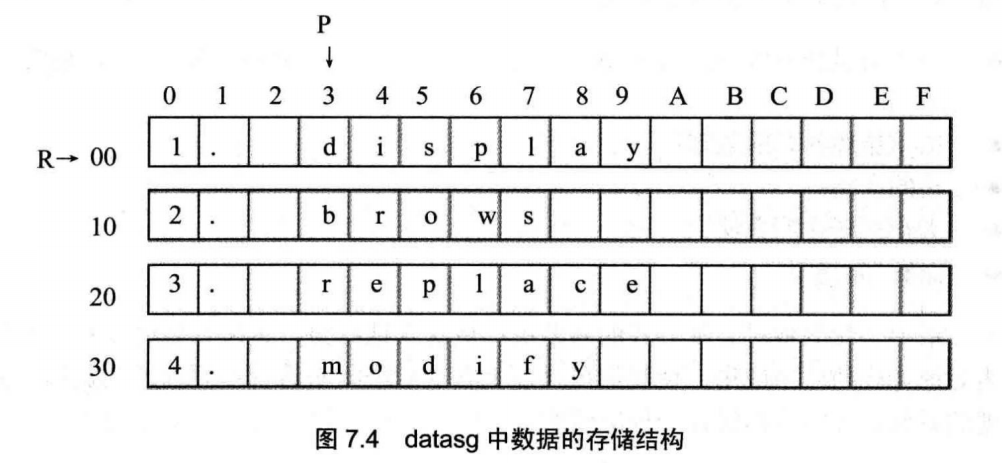 P
↓
0 1 2 3 4 5 6 7 8 9 A B C D E F
R→ 00 1 . d i s p l a y
10 2 . b r o w s
20 3 . r e p l a c e
30 4 . m o d i f y
图 7.4 datasg 中数据的存储结构